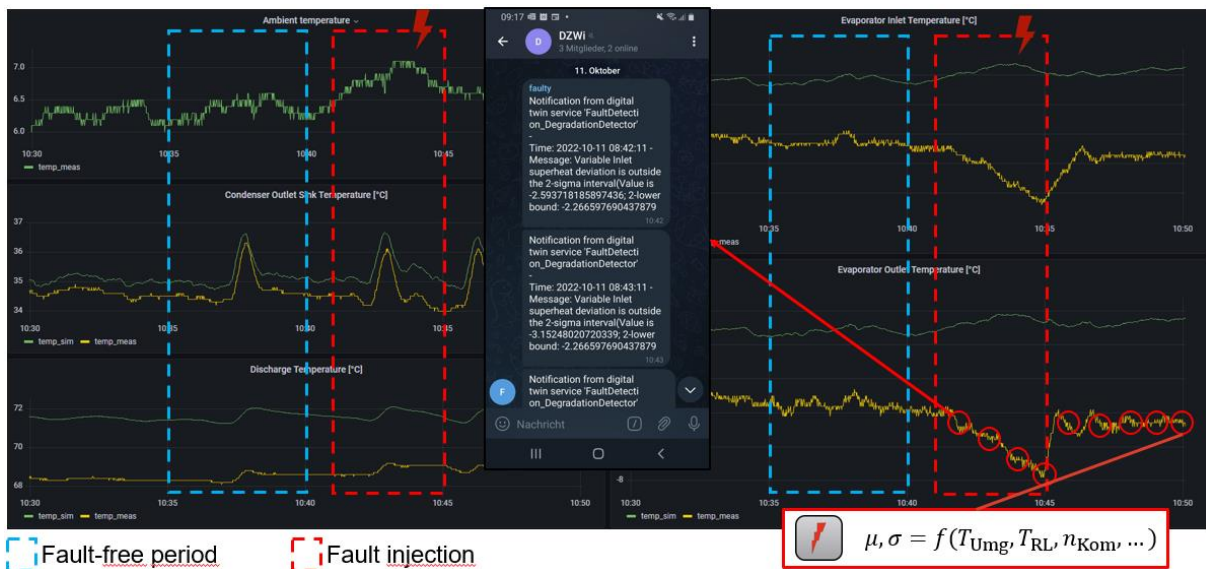 Ambient temperature
7.0
6.5
6.0
10:30
10:35
10:40
10:45
temp_meas
Condenser Outlet Sink Temperature [°C]
37
36
35
34
10:30
10:35
10:40
10:45
temp_sim temp_meas
Discharge Temperature [°C]
72
70
68
10:30
10:35
10:40
10:45
10:50
temp_sim temp_meas
09:17
D
DZWi
3 Mitglieder, 2 online
11. Oktober
faulty
Notification from digital
twin service 'FaultDetecti
on_DegradationDetector'
-
Time: 2022-10-11 08:42:11 -
Message: Variable Inlet
superheat deviation is outside
the 2-sigma interval(Value is
-2.593718185897436; 2-lower
bound: -2.266597690437879
10:42
Notification from digital
twin service 'FaultDetecti
on_DegradationDetector'
-
Time: 2022-10-11 08:43:11 -
Message: Variable Inlet
superheat deviation is outside
the 2-sigma interval(Value is
-3.15248020720339; 2-lower
bound: -2.266597690437879
10:43
Notification from digital
twin service 'FaultDetecti
on_DegradationDetector'
F
Nachricht
Evaporator Inlet Temperature [°C]
10:35
10:40
10:45
10:50
meas
Evaporator Outlet Temperature [°C]
-8
10:30
10:35
10:40
10:45
10:50
temp_sim temp_meas
μ, σ = f(T_Umg, T_RL, n_Kom, … )
Fault-free period
Fault injection